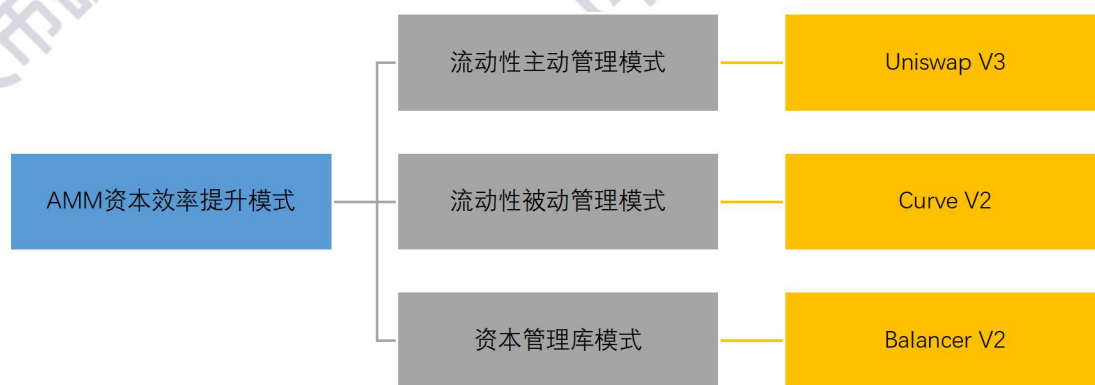 流动性主动管理模式
Uniswap V3
AMM资本效率提升模式
流动性被动管理模式
Curve V2
资本管理库模式
Balancer V2